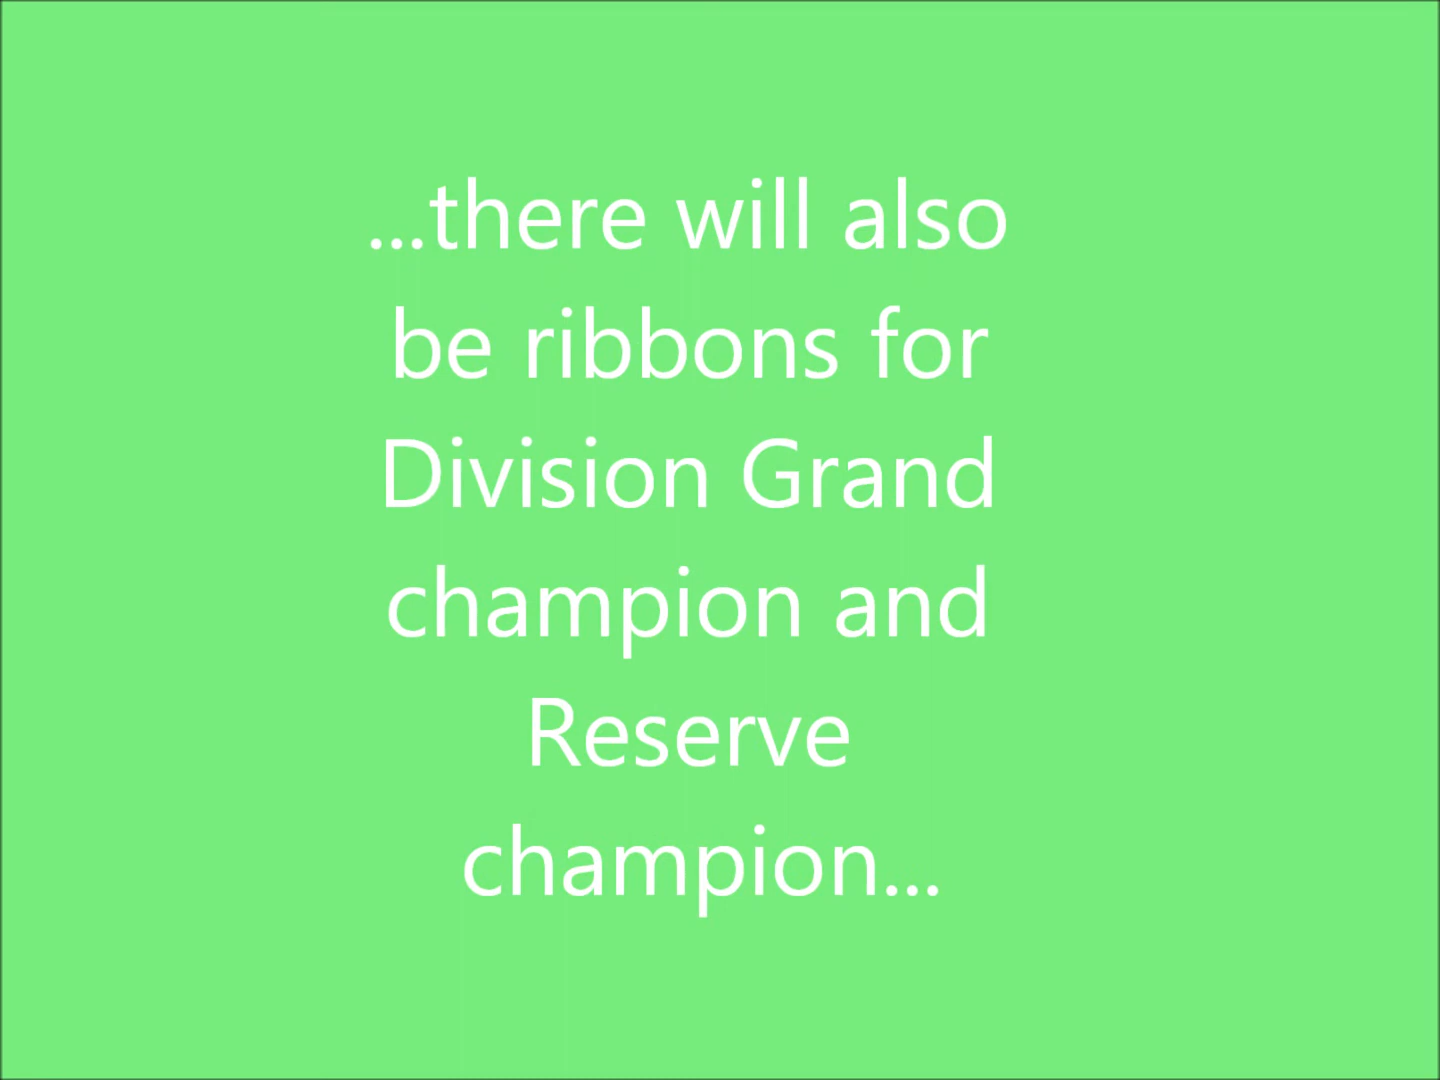 ...there will also
be ribbons for
Division Grand
champion and
Reserve
champion...